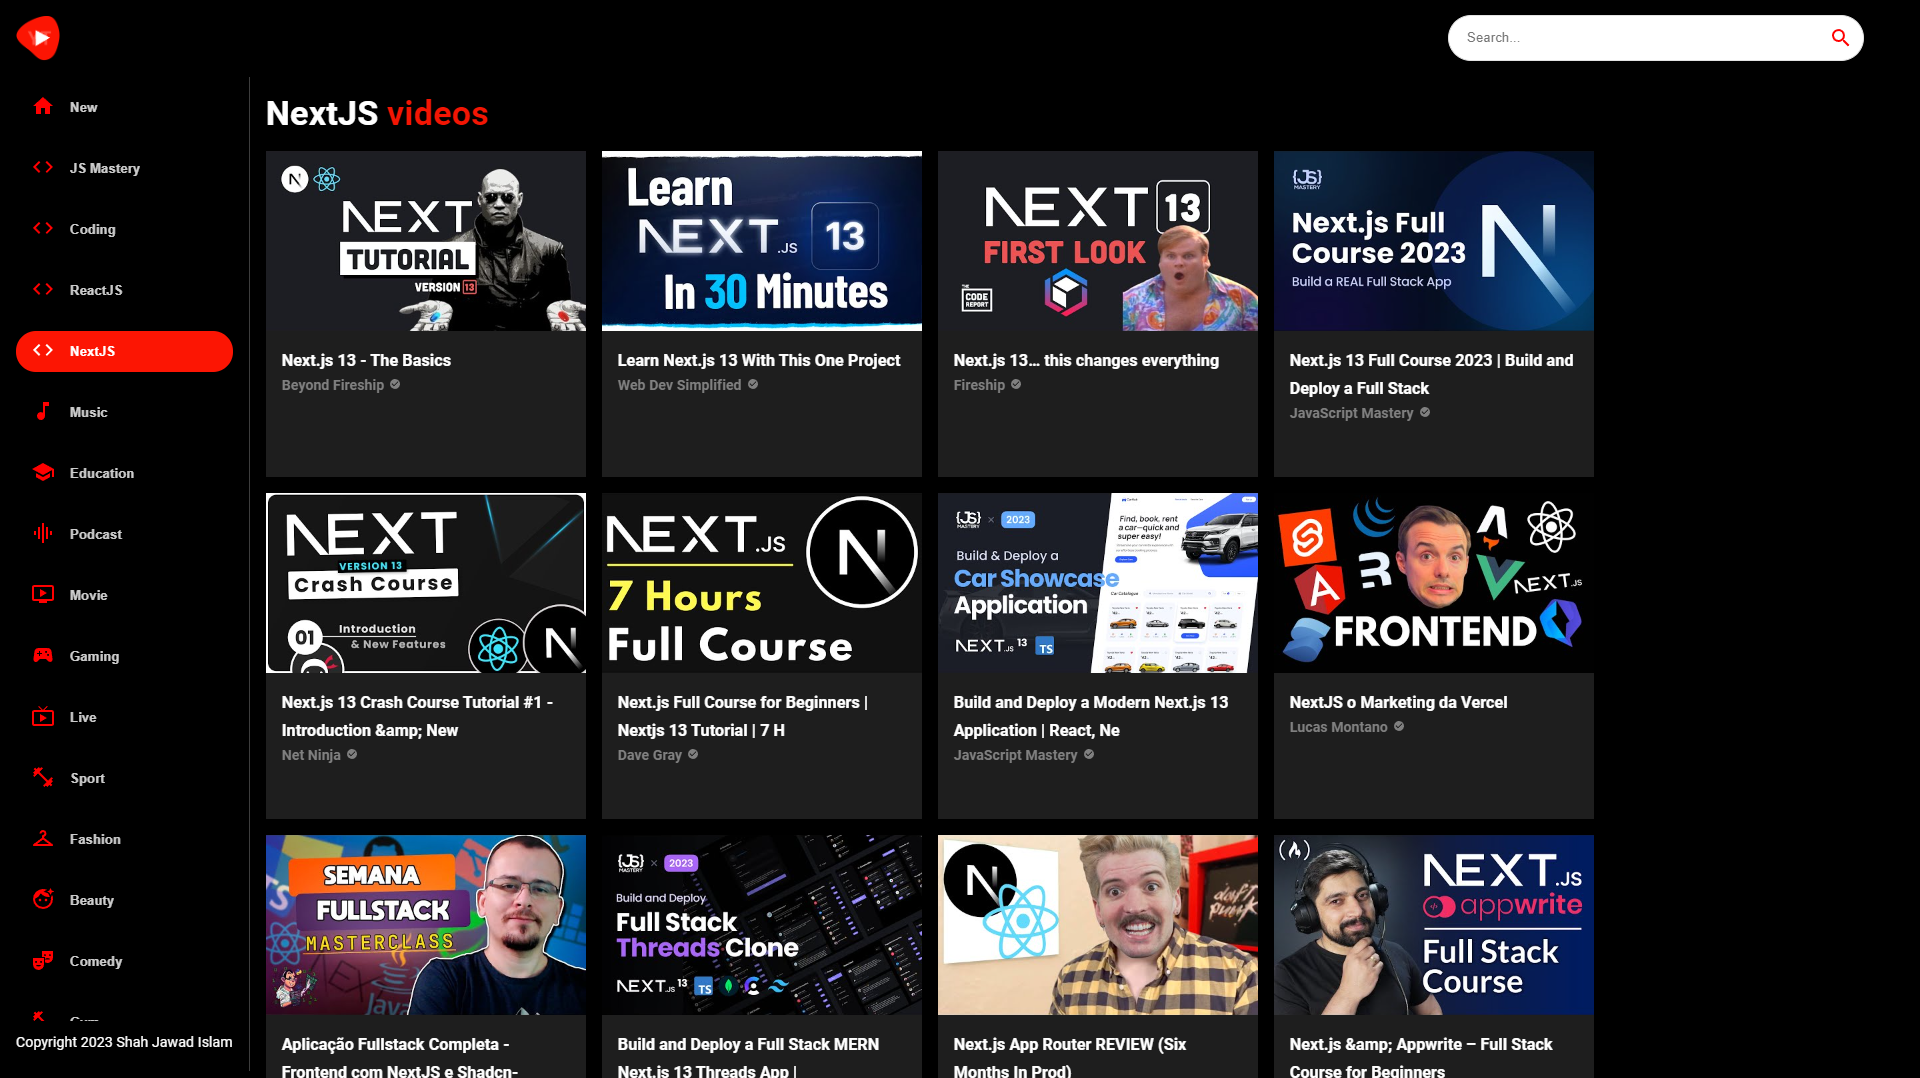 Search...
New
JS Mastery
Coding
ReactJS
NextJS
Music
Education
Podcast
Movie
Gaming
Live
Sport
Fashion
Beauty
Comedy
Copyright 2023 Shah Jawad Islam
NextJS videos
NEXT
TUTORIAL
VERSION 13
Next.js 13 - The Basics
Beyond Fireship
Learn
NEXT.JS 13
In 30 Minutes
Learn Next.js 13 With This One Project
Web Dev Simplified
NEXT 13
FIRST LOOK
THE
CODE
REPORT
Next.js 13… this changes everything
Fireship
{JS}
MASTERY
Next.js Full
Course 2023
Build a REAL Full Stack App
Next.js 13 Full Course 2023 | Build and
Deploy a Full Stack
JavaScript Mastery
NEXT
VERSION 13
Crash Course
01
Introduction
& New Features
Next.js 13 Crash Course Tutorial #1 -
Introduction &amp; New
Net Ninja
NEXT.JS
7 Hours
Full Course
Next.js Full Course for Beginners |
Nextjs 13 Tutorial | 7 H
Dave Gray
{JS} × 2023
MASTERY
Build & Deploy a
Car Showcase
Application
NEXT.JS 13 TS
Find, book, rent
a car—quick and
super easy!
Car Catalogue
Build and Deploy a Modern Next.js 13
Application | React, Ne
JavaScript Mastery
NEXT.JS
FRONTEND
NextJS o Marketing da Vercel
Lucas Montano
SEMANA
FULLSTACK
MASTERCLASS
Java
Aplicação Fullstack Completa -
Frontend com NextJS e Shadcn-
{JS} × 2023
MASTERY
Build and Deploy
Full Stack
Threads Clone
NEXT.JS 13 TS
Build and Deploy a Full Stack MERN
Next.js 13 Threads App |
daft
punk
Next.js App Router REVIEW (Six
Months In Prod)
NEXT.JS
appwrite
Full Stack
Course
Next.js &amp; Appwrite – Full Stack
Course for Beginners